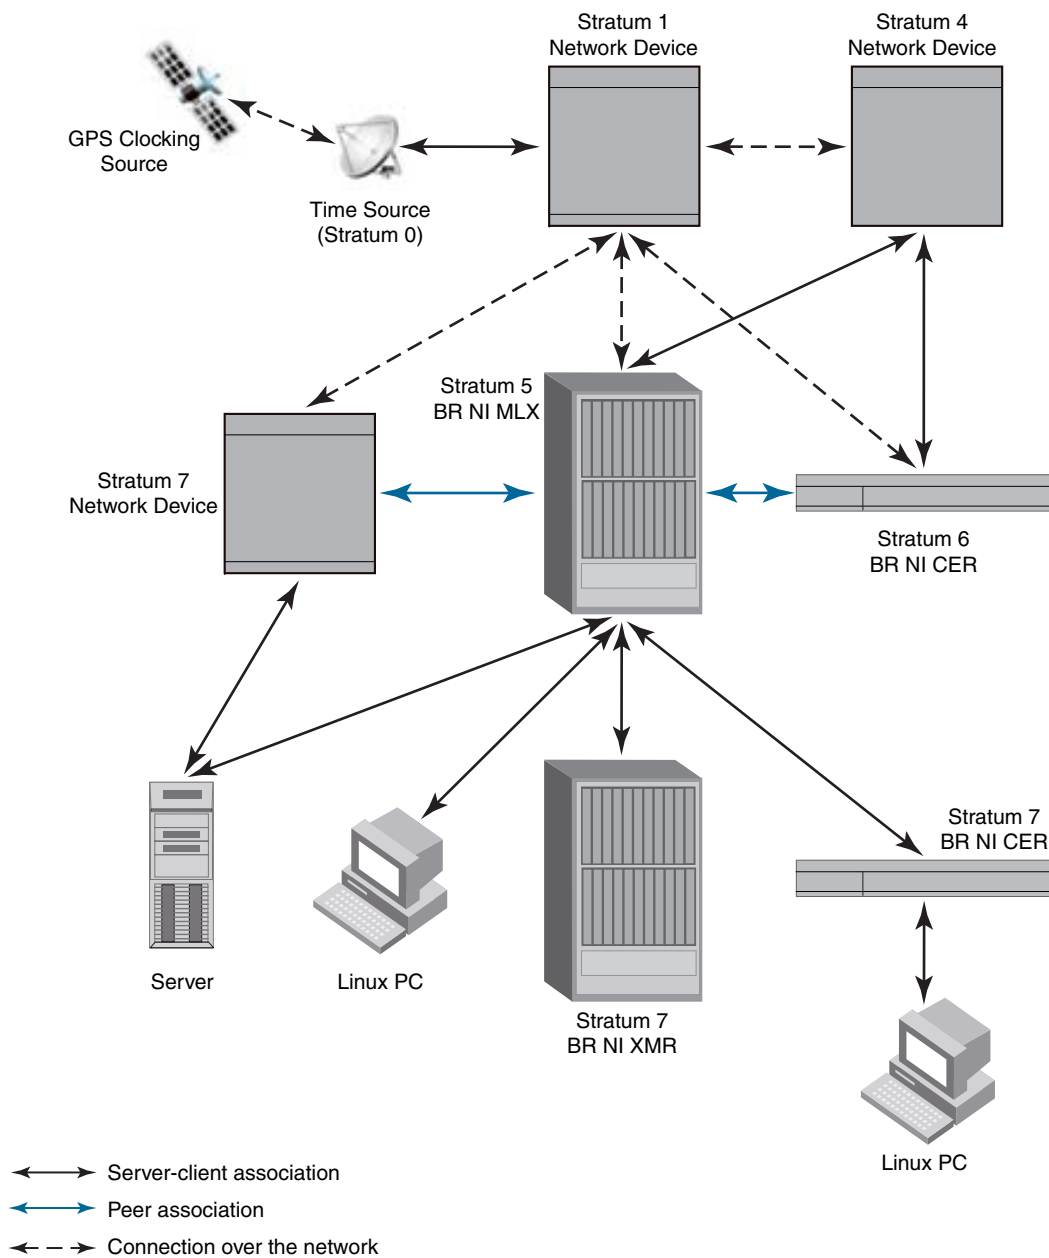 Stratum 1
Network Device
Stratum 4
Network Device
GPS Clocking
Source
Time Source
(Stratum 0)
Stratum 5
BR NI MLX
Stratum 7
Network Device
Stratum 6
BR NI CER
Stratum 7
BR NI CER
Server
Linux PC
Stratum 7
BR NI XMR
Linux PC
Server-client association
Peer association
Connection over the network